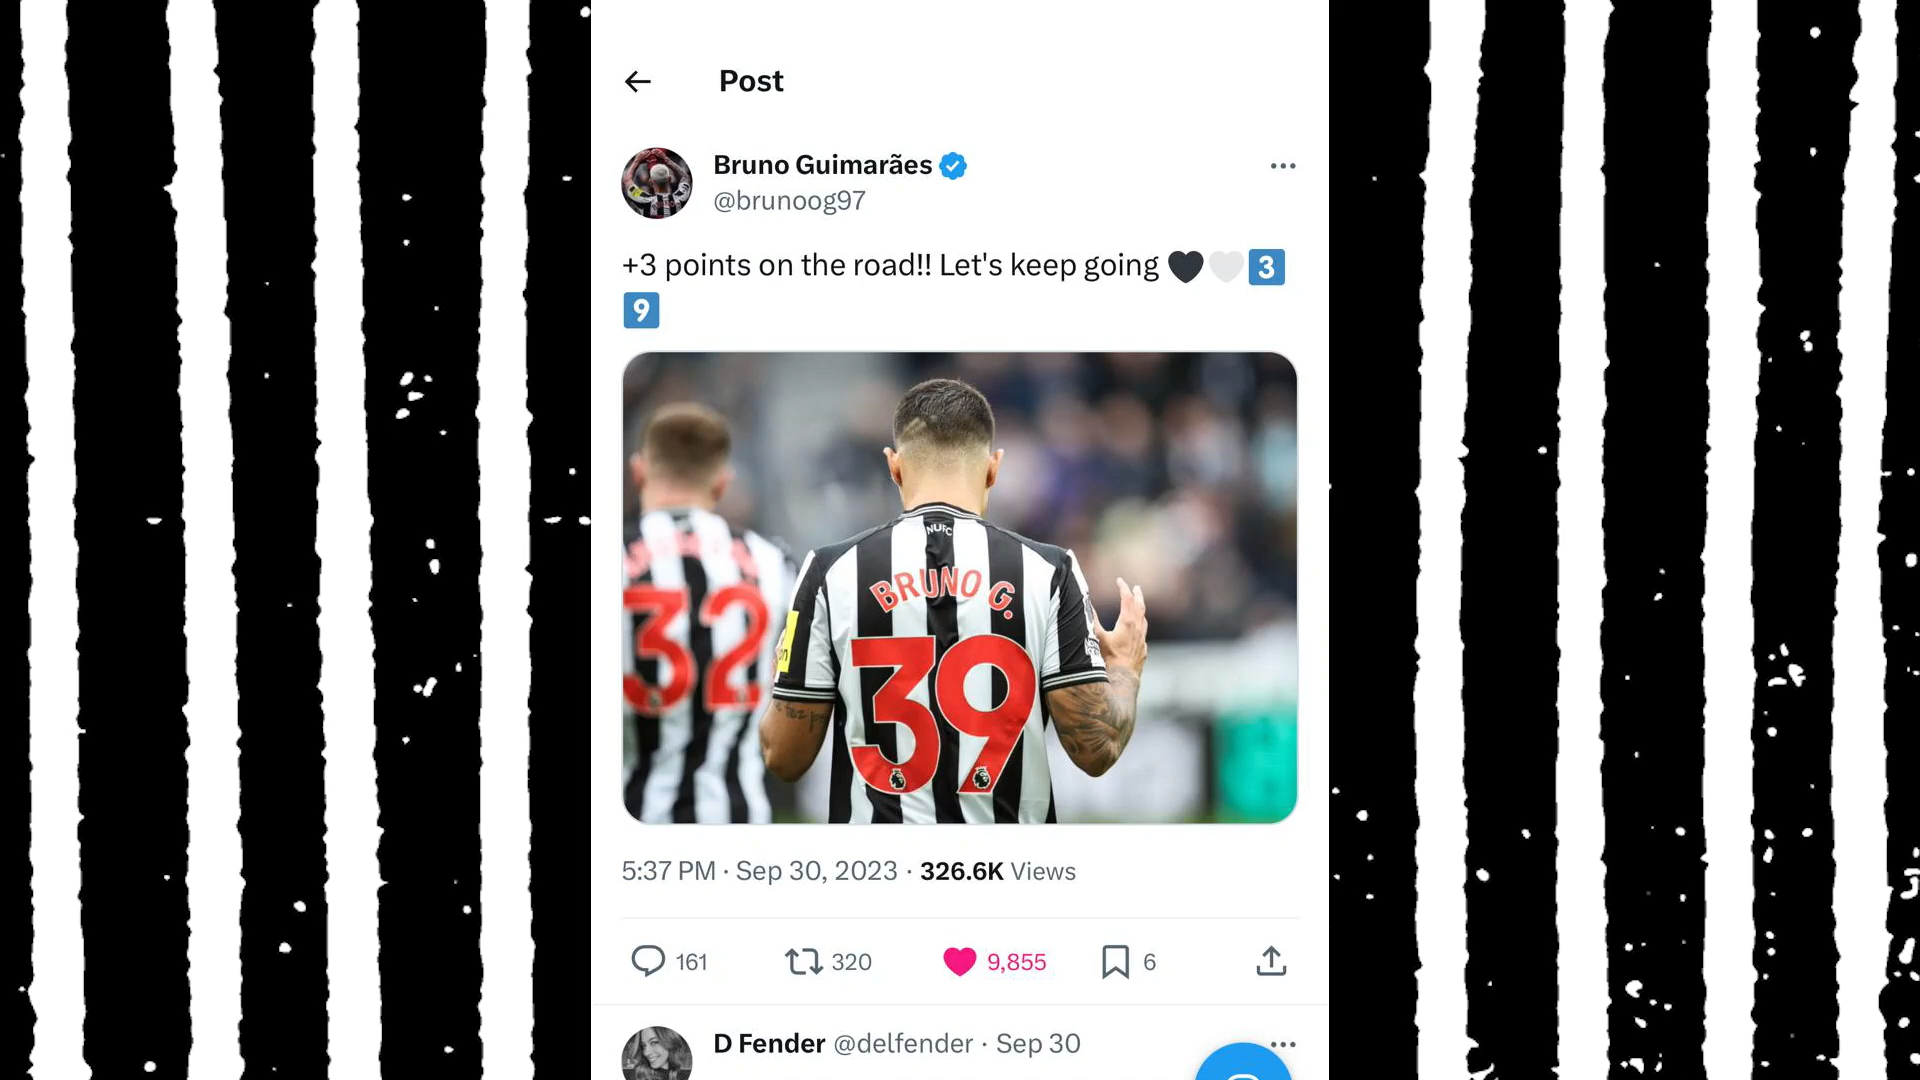 Post
Bruno Guimarães
@brunoog97
+3 points on the road!! Let's keep going 🖤🤍3️⃣
9️⃣
NUFC
BRUNO G.
32
39
5:37 PM · Sep 30, 2023 · 326.6K Views
161 320 9,855 6
D Fender @delfender · Sep 30